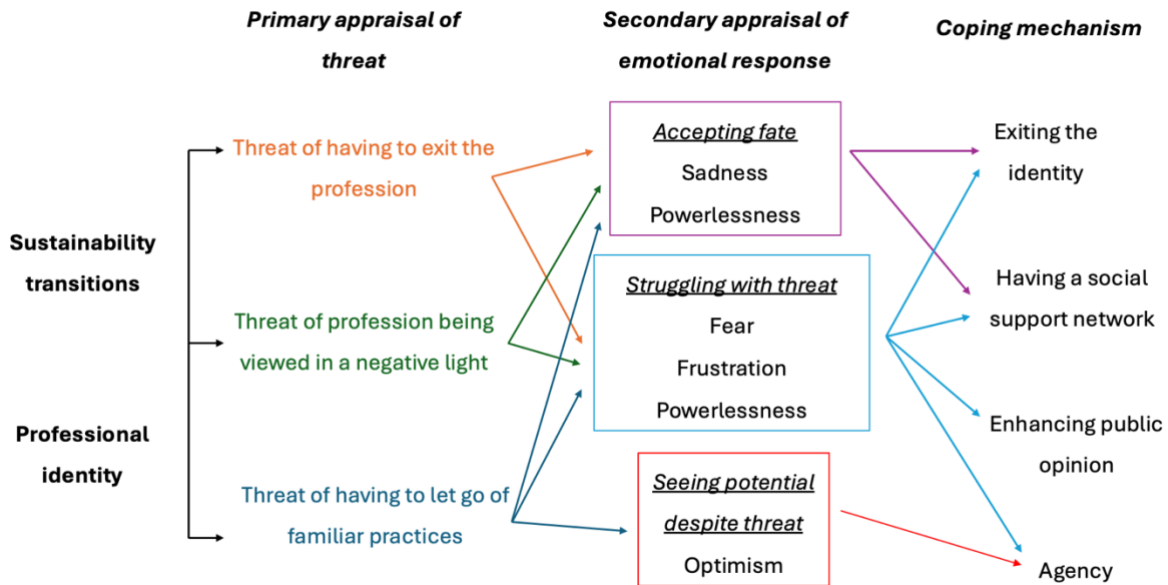 Primary appraisal of
threat
Secondary appraisal of
emotional response
Coping mechanism
Sustainability
transitions
Professional
identity
Threat of having to exit the
profession
Threat of profession being
viewed in a negative light
Threat of having to let go of
familiar practices
Accepting fate
Sadness
Powerlessness
Struggling with threat
Fear
Frustration
Powerlessness
Seeing potential
despite threat
Optimism
Exiting the
identity
Having a social
support network
Enhancing public
opinion
Agency